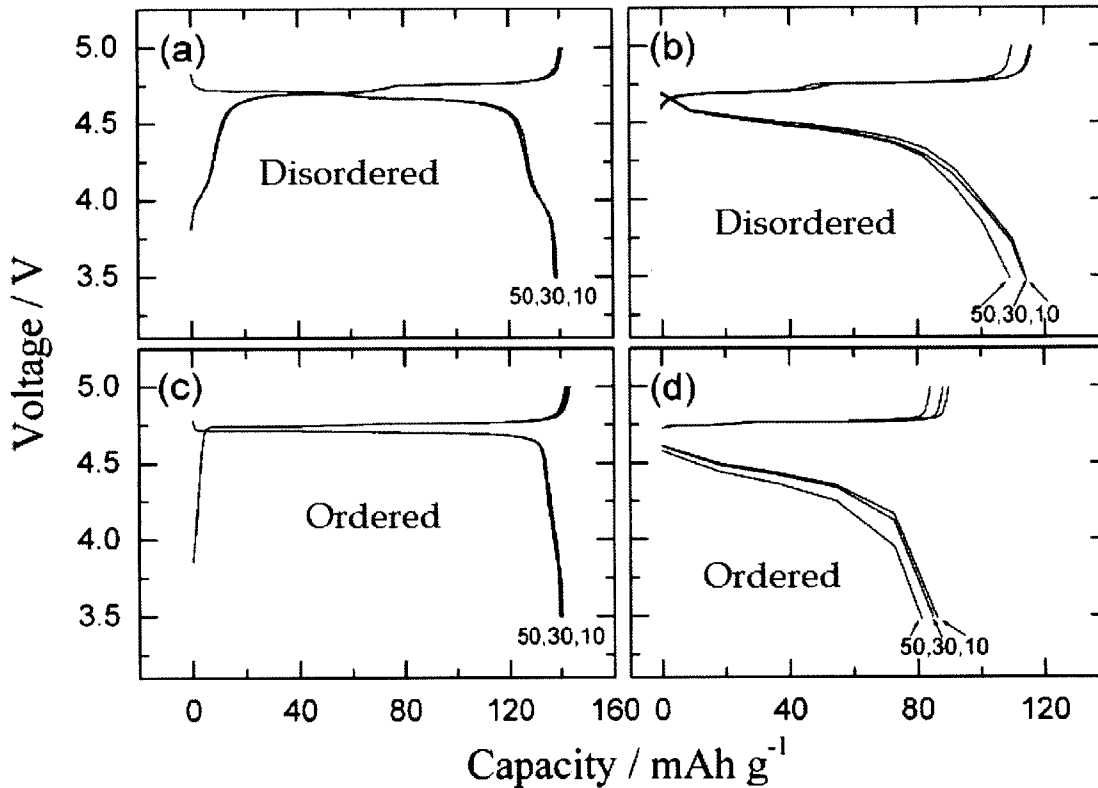 Voltage / V
(a)
5.0
4.5
4.0
3.5
Disordered
50,30,10
(b)
Disordered
50,30,10
(c)
5.0
4.5
4.0
3.5
Ordered
50,30,10
0 40 80 120 160
(d)
Ordered
50,30,10
0 40 80 120
Capacity / mAh g⁻¹